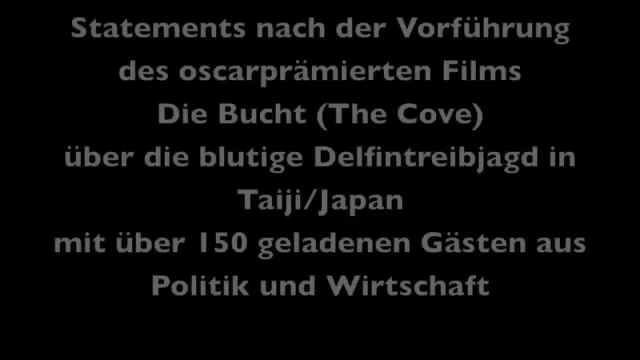 Statements nach der Vorführung
des oscarprämierten Films
Die Bucht (The Cove)
über die blutige Delfintreibjagd in
Taiji/Japan
mit über 150 geladenen Gästen aus
Politik und Wirtschaft